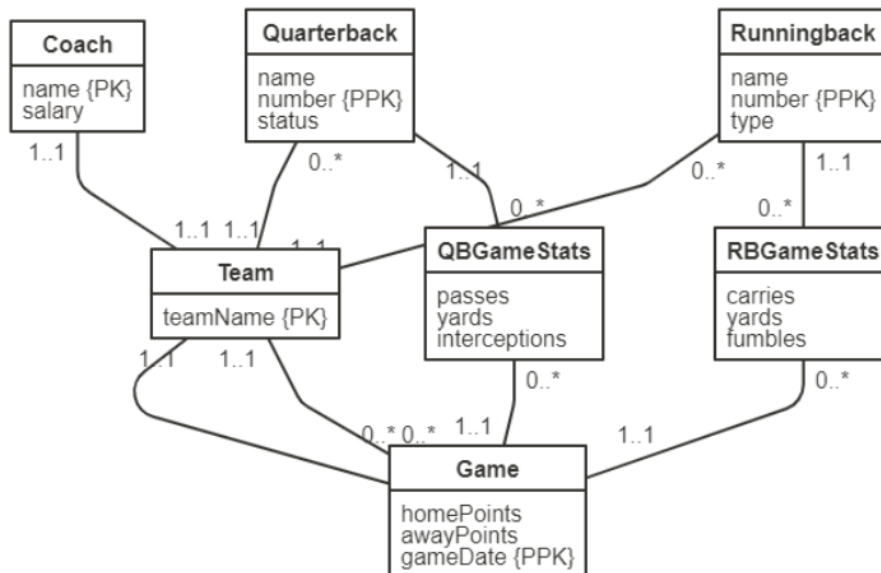 Coach
name {PK}
salary
Quarterback
name
number {PPK}
status
Runningback
name
number {PPK}
type
1..1
0..*
1..1
0..*
1..1
1..1
1..1
1..1
0..*
0..*
Team
teamName {PK}
QBGameStats
passes
yards
interceptions
RBGameStats
carries
yards
fumbles
1..1
1..1
0..*
0..*
0..*
0..*
1..1
1..1
Game
homePoints
awayPoints
gameDate {PPK}